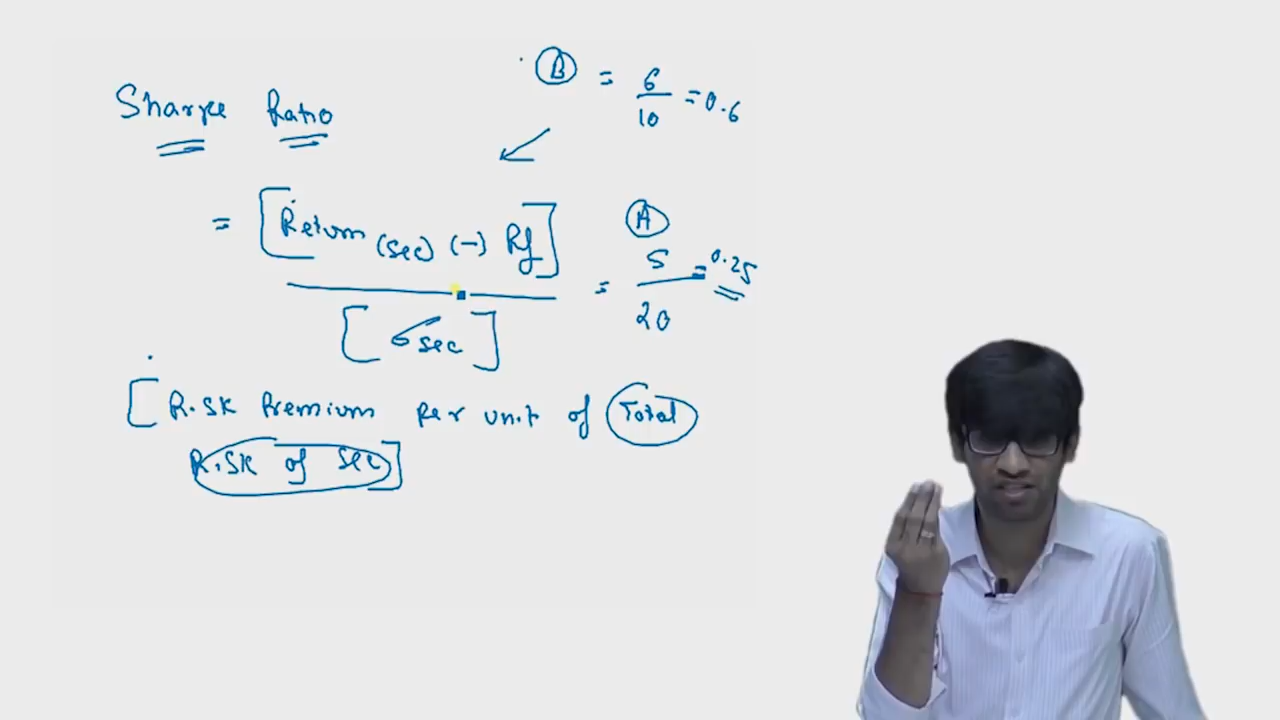 B = 6/10 = 0.6
Sharpe Ratio
= [Return (sec) (-) Rf] / [σ sec] = A 5/20 = 0.25
[Risk Premium Per unit of Total
Risk of sec]